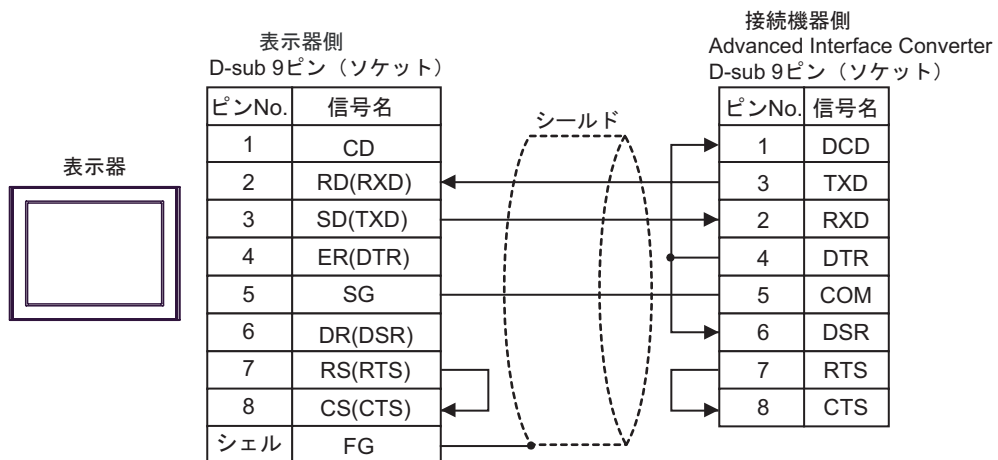 表示器側
D-sub 9ピン（ソケット）
接続機器側
Advanced Interface Converter
D-sub 9ピン（ソケット）
表示器
シールド
ピンNo. 信号名
1 CD
2 RD(RXD)
3 SD(TXD)
4 ER(DTR)
5 SG
6 DR(DSR)
7 RS(RTS)
8 CS(CTS)
シェル FG
ピンNo. 信号名
1 DCD
3 TXD
2 RXD
4 DTR
5 COM
6 DSR
7 RTS
8 CTS